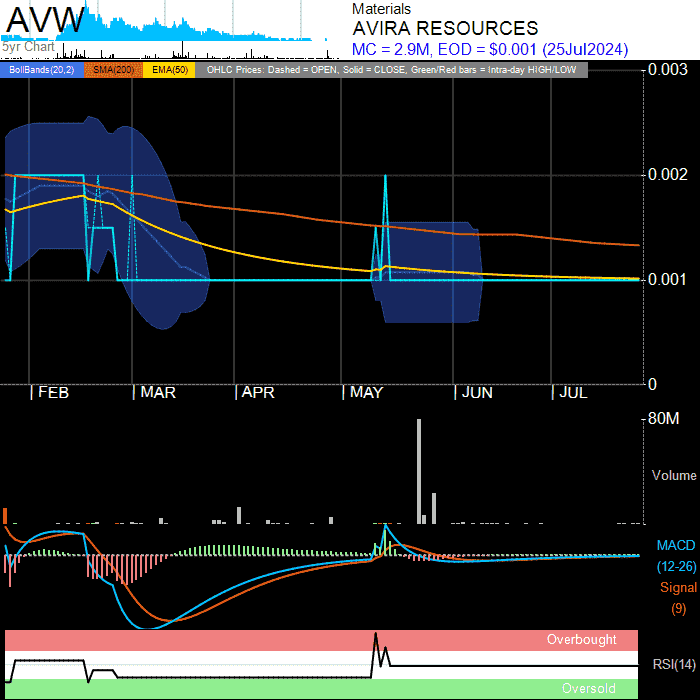 AVW
5yr Chart
Materials
AVIRA RESOURCES
MC = 2.9M, EOD = $0.001 (25Jul2024)
BollBands(20,2) SMA(200) EMA(50) OHLC Prices: Dashed = OPEN, Solid = CLOSE, Green/Red bars = Intra-day HIGH/LOW
0.003
0.002
0.001
0
| FEB | MAR | APR | MAY | JUN | JUL
80M
Volume
MACD
(12-26)
Signal
(9)
Overbought
RSI(14)
Oversold